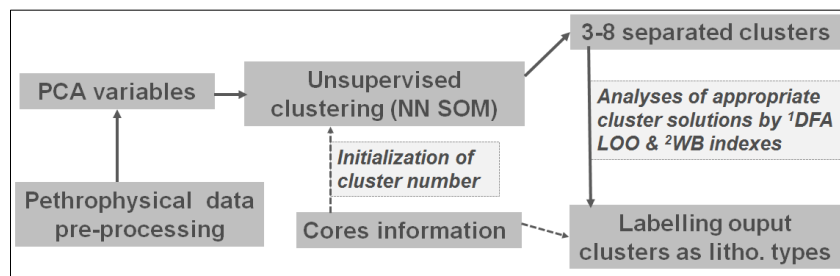 3-8 separated clusters
Unsupervised
clustering (NN SOM)
PCA variables
Analyses of appropriate
cluster solutions by ¹DFA
LOO & ²WB indexes
Initialization of
cluster number
Pethrophysical data
pre-processing
Cores information
Labelling ouput
clusters as litho. types